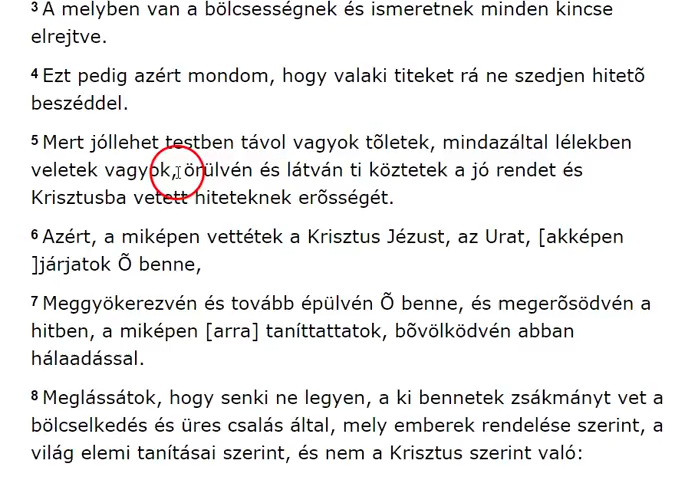 3 A melyben van a bölcsességnek és ismeretnek minden kincse
elrejtve.
4 Ezt pedig azért mondom, hogy valaki titeket rá ne szedjen hitetõ
beszéddel.
5 Mert jóllehet testben távol vagyok tõletek, mindazáltal lélekben
veletek vagyok, örülvén és látván ti köztetek a jó rendet és
Krisztusba vetett hiteteknek erõsségét.
6 Azért, a miképen vettétek a Krisztus Jézust, az Urat, [akképen
]járjatok Õ benne,
7 Meggyökerezvén és tovább épülvén Õ benne, és megerõsödvén a
hitben, a miképen [arra] taníttattatok, bõvölködvén abban
hálaadással.
8 Meglássátok, hogy senki ne legyen, a ki bennetek zsákmányt vet a
bölcselkedés és üres csalás által, mely emberek rendelése szerint, a
világ elemi tanításai szerint, és nem a Krisztus szerint való: